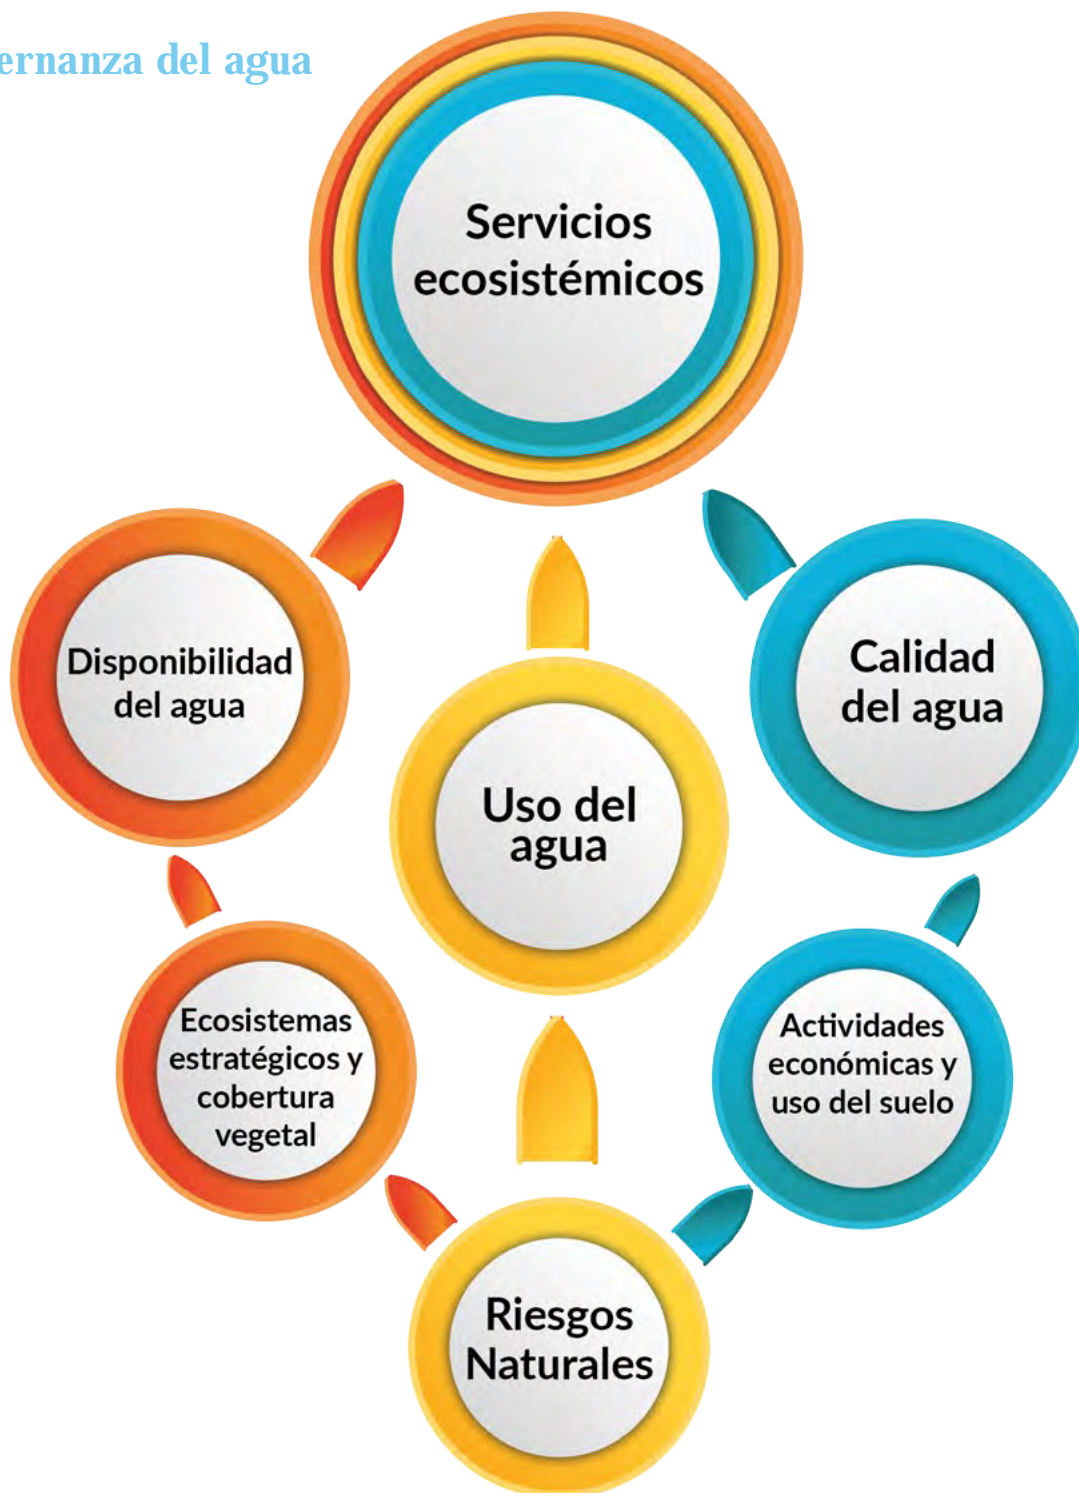 ernanza del agua
Servicios
ecosistémicos
Disponibilidad
del agua
Calidad
del agua
Uso del
agua
Ecosistemas
estratégicos y
cobertura
vegetal
Actividades
económicas y
uso del suelo
Riesgos
Naturales